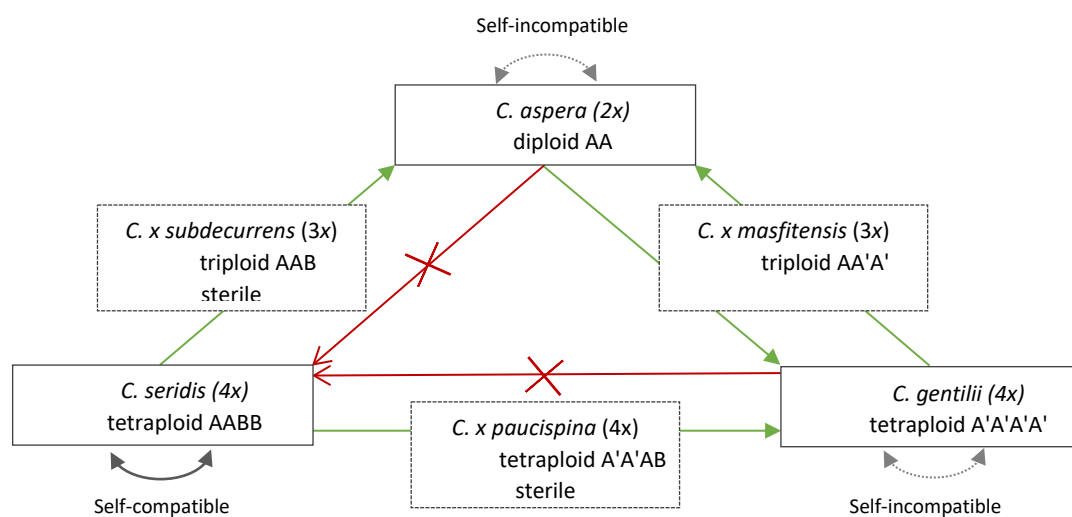 Self-incompatible
C. aspera (2x)
diploid AA
C. x subdecurrens (3x)
triploid AAB
sterile
C. x masfitensis (3x)
triploid AA'A'
C. seridis (4x)
tetraploid AABB
C. x paucispina (4x)
tetraploid A'A'AB
sterile
C. gentilii (4x)
tetraploid A'A'A'A'
Self-compatible
Self-incompatible